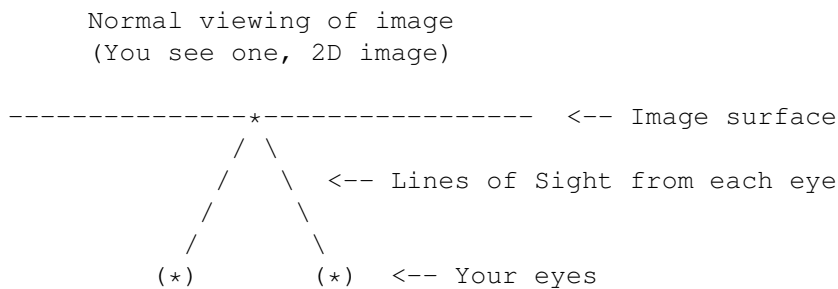 Normal viewing of image
(You see one, 2D image)
---------------*----------------- <-- Image surface
/ \
/ \ <-- Lines of Sight from each eye
/ \
/ \
(*) (*) <-- Your eyes